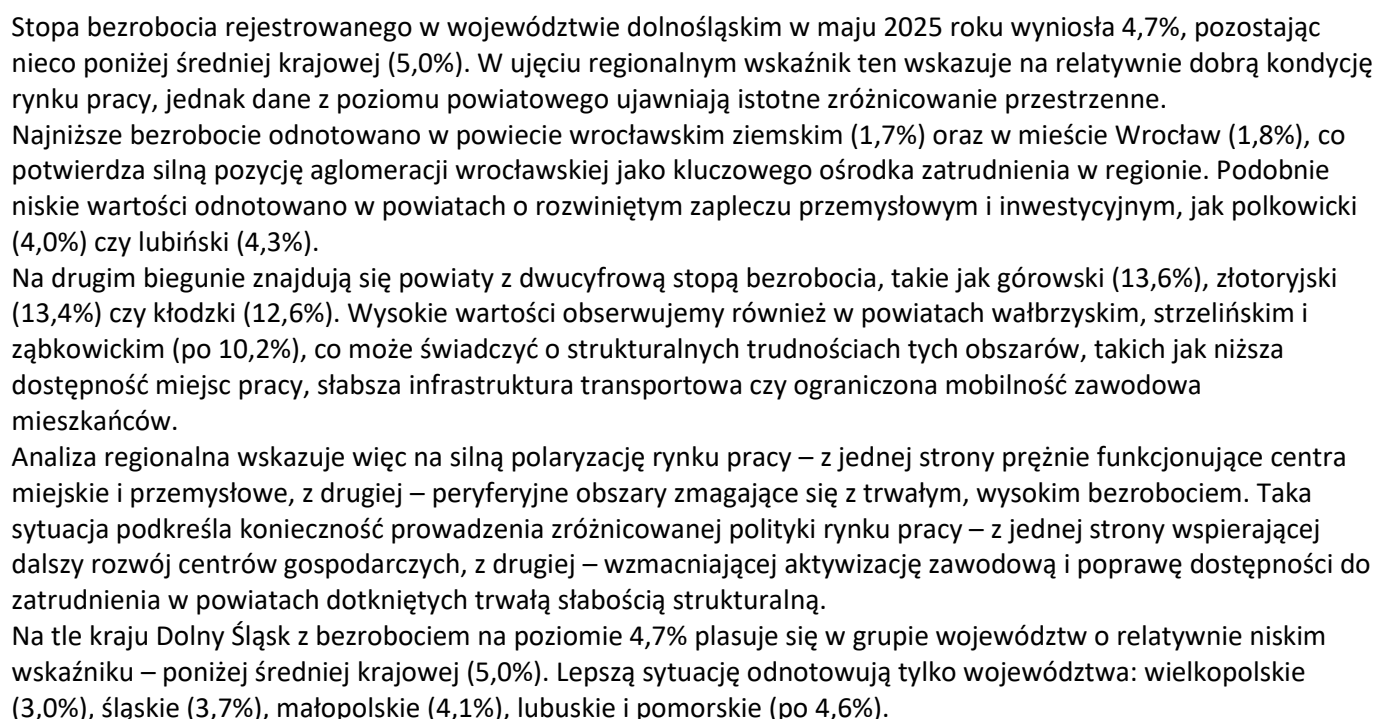 Stopa bezrobocia rejestrowanego w województwie dolnośląskim w maju 2025 roku wyniosła 4,7%, pozostając
nieco poniżej średniej krajowej (5,0%). W ujęciu regionalnym wskaźnik ten wskazuje na relatywnie dobrą kondycję
rynku pracy, jednak dane z poziomu powiatowego ujawniają istotne zróżnicowanie przestrzenne.
Najniższe bezrobocie odnotowano w powiecie wrocławskim ziemskim (1,7%) oraz w mieście Wrocław (1,8%), co
potwierdza silną pozycję aglomeracji wrocławskiej jako kluczowego ośrodka zatrudnienia w regionie. Podobnie
niskie wartości odnotowano w powiatach o rozwiniętym zapleczu przemysłowym i inwestycyjnym, jak polkowicki
(4,0%) czy lubiński (4,3%).
Na drugim biegunie znajdują się powiaty z dwucyfrową stopą bezrobocia, takie jak górowski (13,6%), złotoryjski
(13,4%) czy kłodzki (12,6%). Wysokie wartości obserwujemy również w powiatach wałbrzyskim, strzelińskim i
ząbkowickim (po 10,2%), co może świadczyć o strukturalnych trudnościach tych obszarów, takich jak niższa
dostępność miejsc pracy, słabsza infrastruktura transportowa czy ograniczona mobilność zawodowa
mieszkańców.
Analiza regionalna wskazuje więc na silną polaryzację rynku pracy – z jednej strony prężnie funkcjonujące centra
miejskie i przemysłowe, z drugiej – peryferyjne obszary zmagające się z trwałym, wysokim bezrobociem. Taka
sytuacja podkreśla konieczność prowadzenia zróżnicowanej polityki rynku pracy – z jednej strony wspierającej
dalszy rozwój centrów gospodarczych, z drugiej – wzmacniającej aktywizację zawodową i poprawę dostępności do
zatrudnienia w powiatach dotkniętych trwałą słabością strukturalną.
Na tle kraju Dolny Śląsk z bezrobociem na poziomie 4,7% plasuje się w grupie województw o relatywnie niskim
wskaźniku – poniżej średniej krajowej (5,0%). Lepszą sytuację odnotowują tylko województwa: wielkopolskie
(3,0%), śląskie (3,7%), małopolskie (4,1%), lubuskie i pomorskie (po 4,6%).